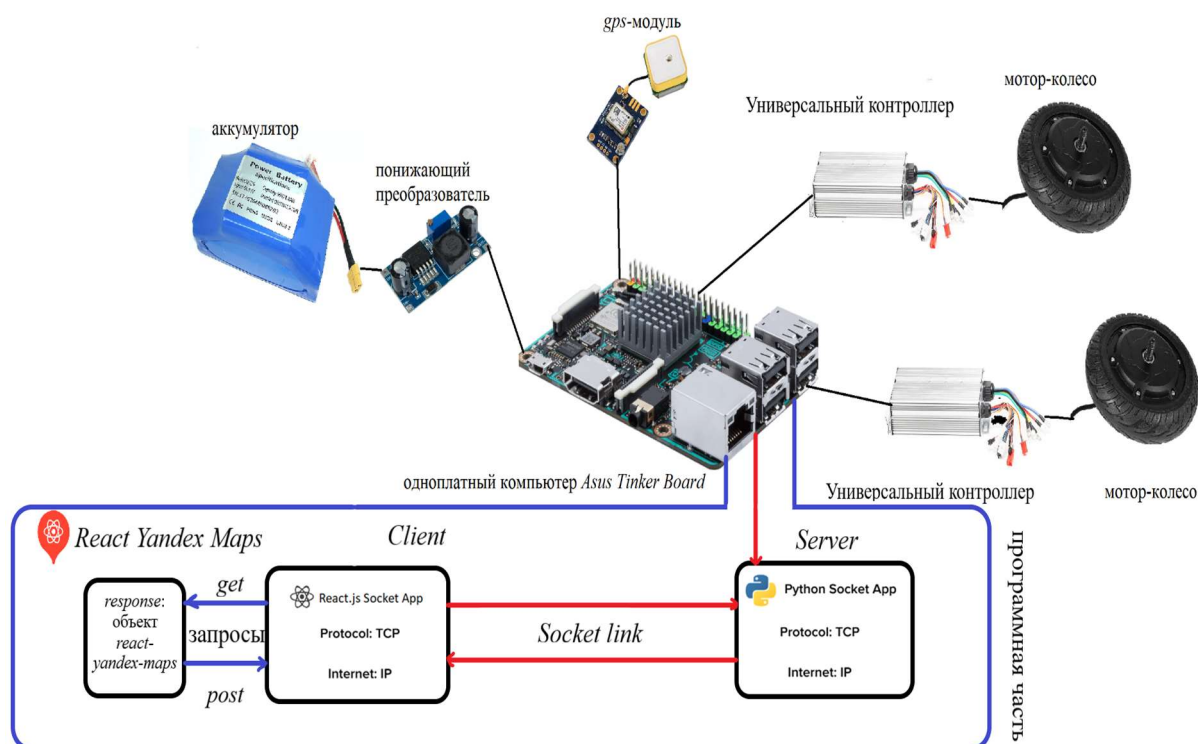 gps-модуль
мотор-колесо
Универсальный контроллер
аккумулятор
понижающий
преобразователь
Power Battery
одноплатный компьютер Asus Tinker Board
Универсальный контроллер
мотор-колесо
React Yandex Maps
Client
Server
программная часть
response:
объект
react-
yandex-maps
get
запросы
post
React.js Socket App
Protocol: TCP
Internet: IP
Socket link
Python Socket App
Protocol: TCP
Internet: IP